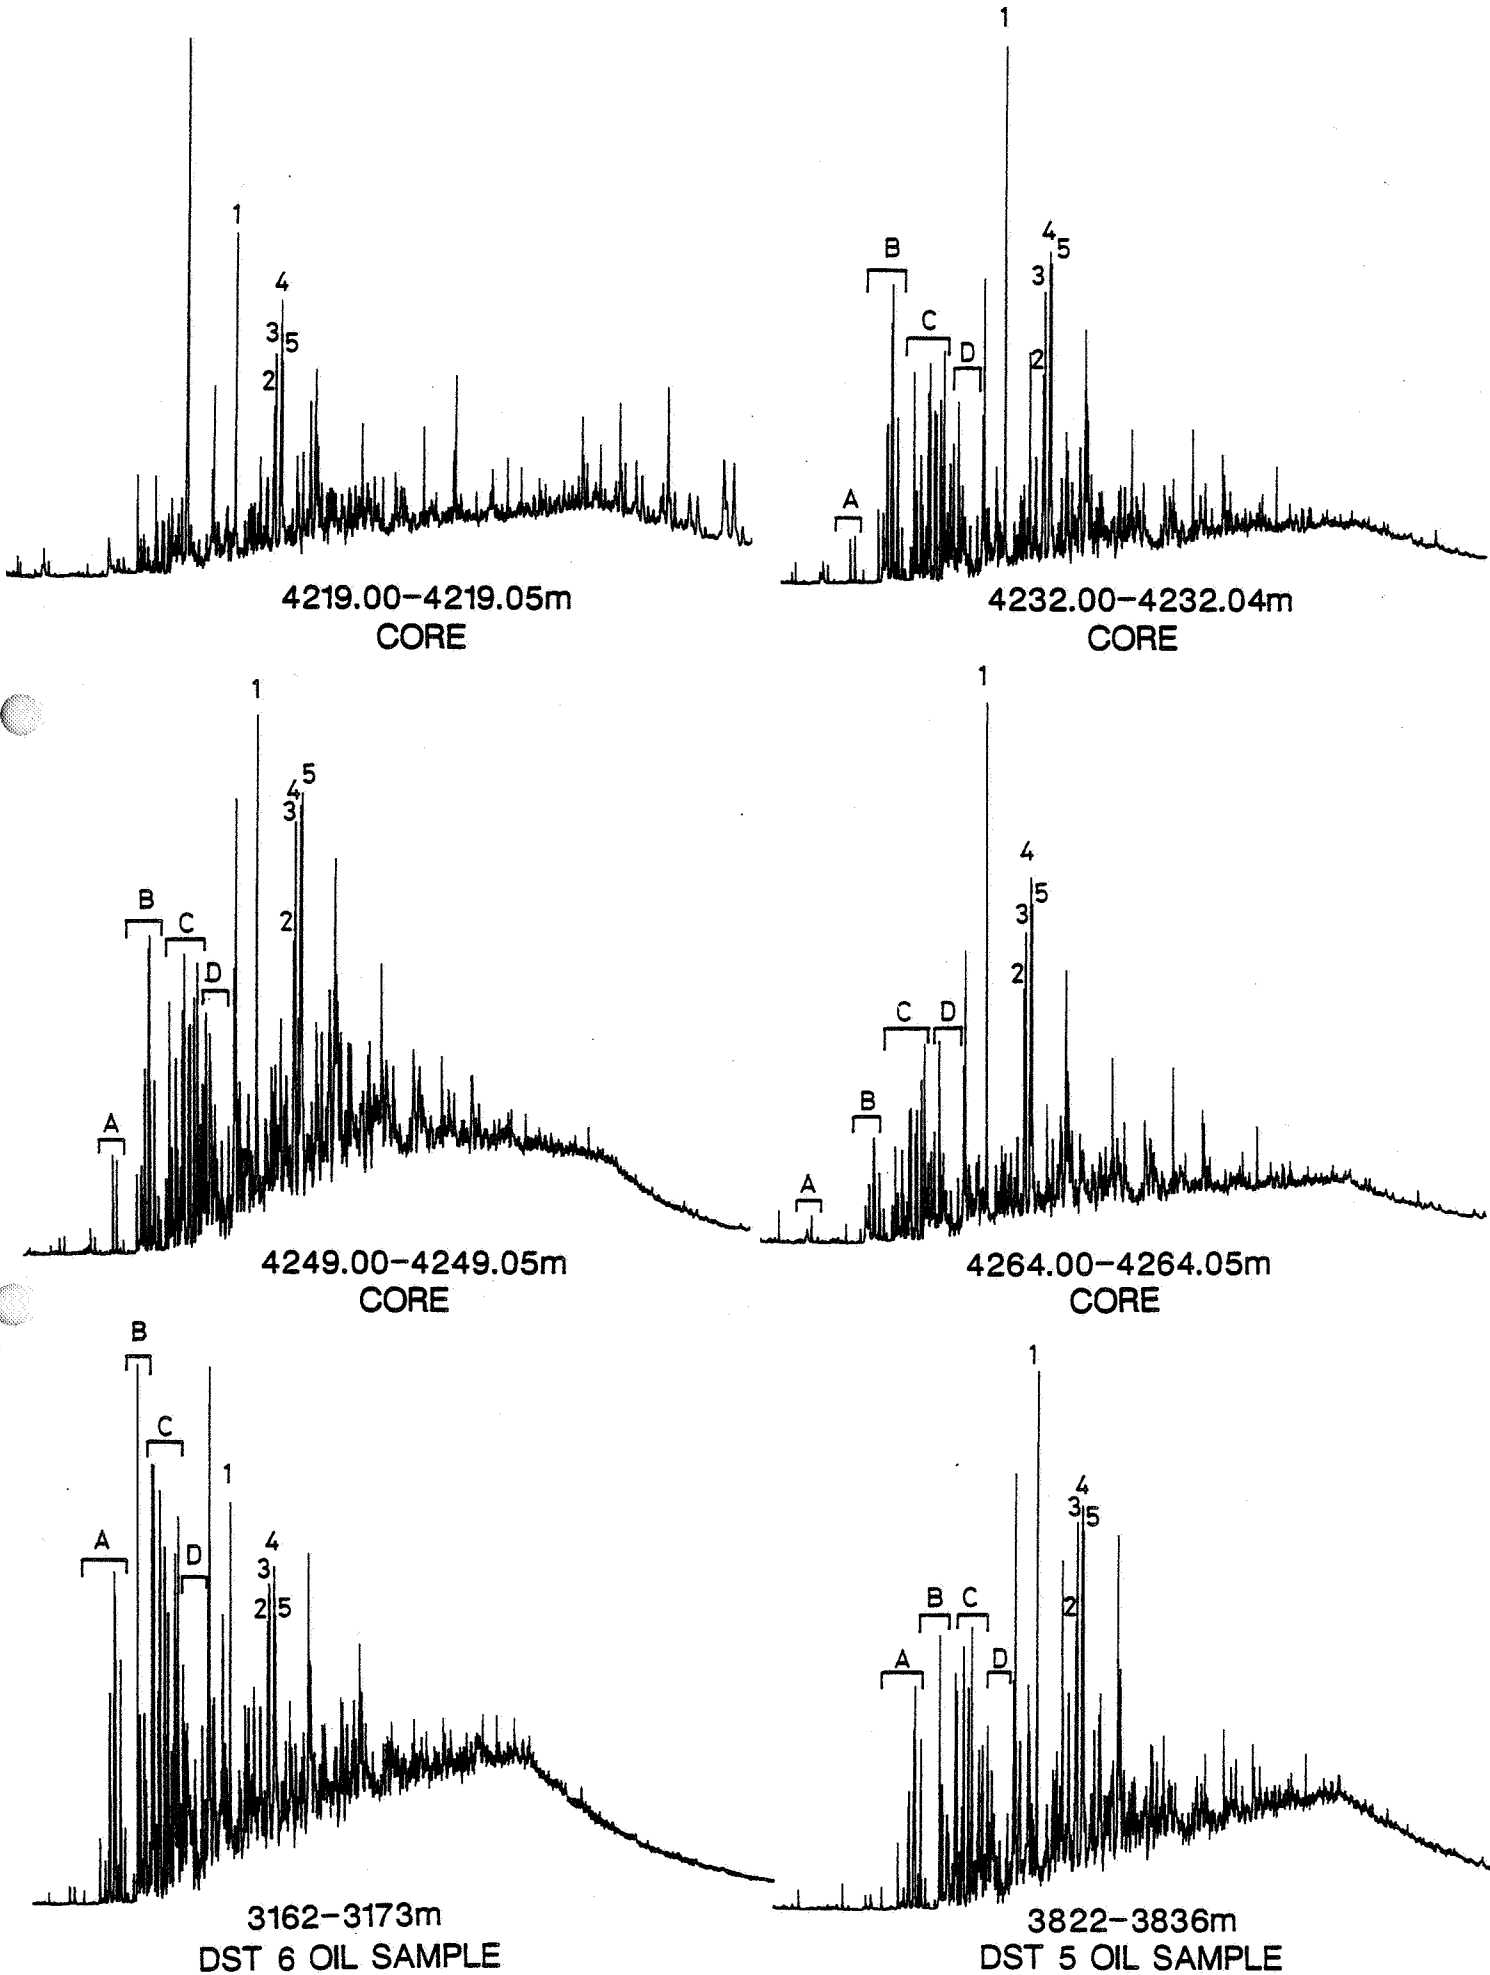 1
1
4
3
5
2
B
C
D
A
4
5
3
2
4219.00-4219.05m
CORE
4232.00-4232.04m
CORE
1
5
4
3
2
B
C
D
A
1
4
5
3
2
C
D
B
A
4249.00-4249.05m
CORE
4264.00-4264.05m
CORE
B
C
1
A
D
4
3
2
5
1
4
3
5
2
B
C
A
D
3162-3173m
DST 6 OIL SAMPLE
3822-3836m
DST 5 OIL SAMPLE